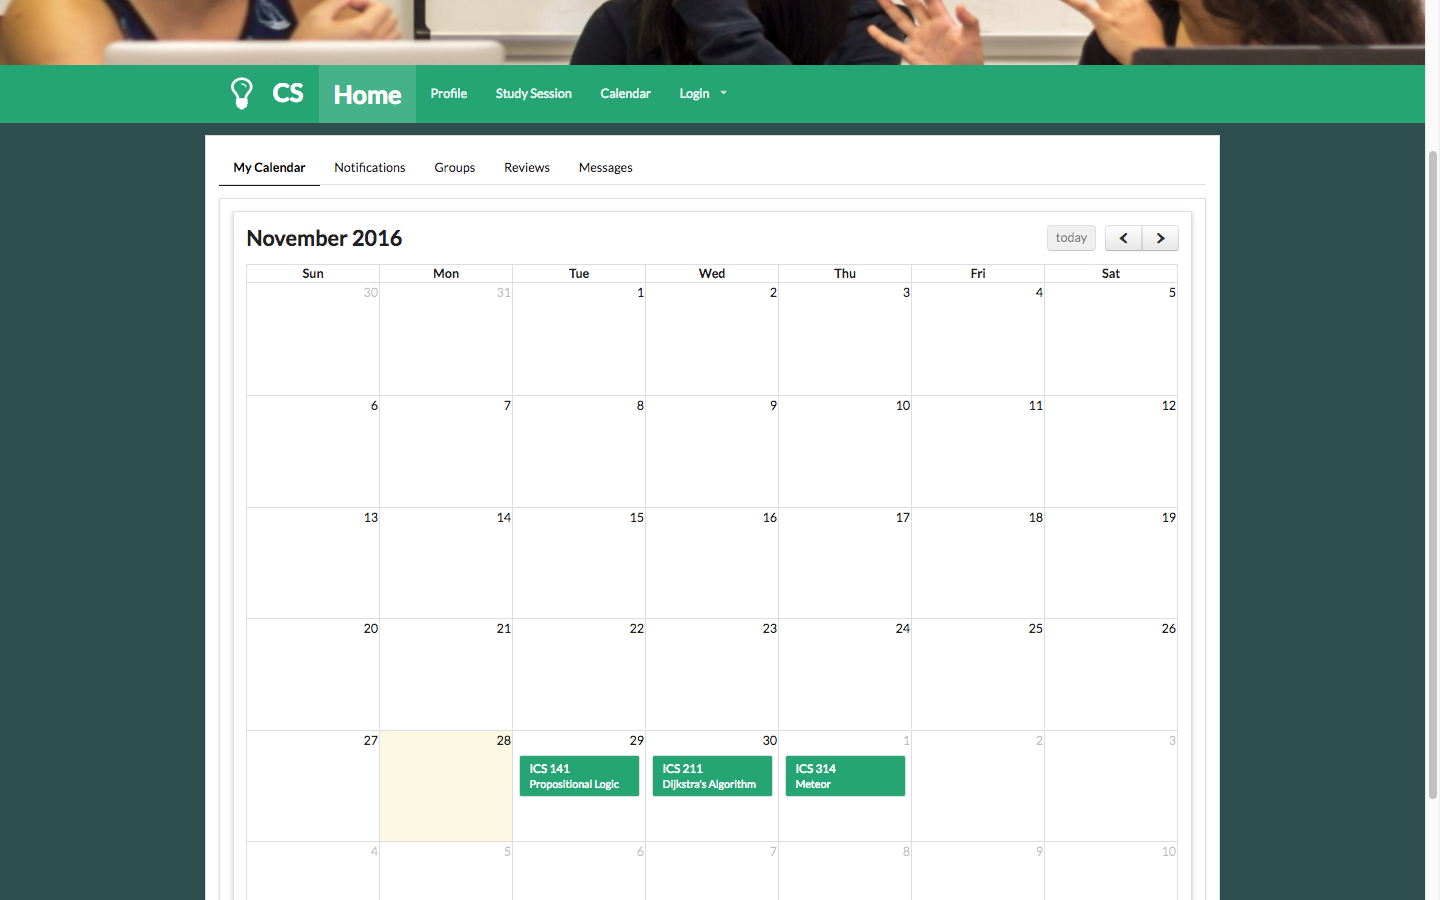 CS Home Profile Study Session Calendar Login
My Calendar Notifications Groups Reviews Messages
November 2016 today
Sun Mon Tue Wed Thu Fri Sat
30 31 1 2 3 4 5
6 7 8 9 10 11 12
13 14 15 16 17 18 19
20 21 22 23 24 25 26
27 28 29 30 1 2 3
ICS 141 ICS 211 ICS 314
Propositional Logic Dijkstra's Algorithm Meteor
4 5 6 7 8 9 10